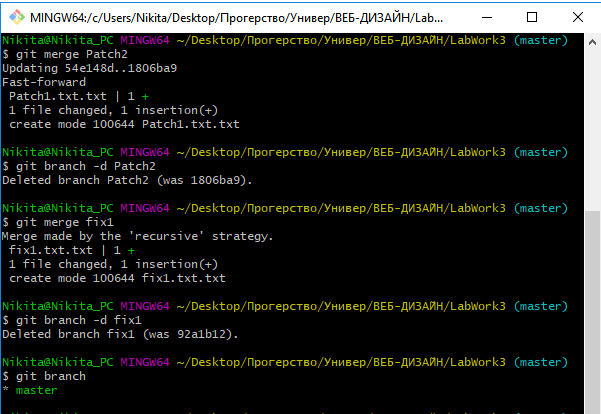 MINGW64:/c/Users/Nikita/Desktop/Прогерство/Универ/ВЕБ-ДИЗАЙН/Lab...
Nikita@Nikita_PC MINGW64 ~/Desktop/Прогерство/Универ/ВЕБ-ДИЗАЙН/LabWork3 (master)
$ git merge Patch2
Updating 54e148d..1806ba9
Fast-forward
 Patch1.txt.txt | 1 +
 1 file changed, 1 insertion(+)
 create mode 100644 Patch1.txt.txt
Nikita@Nikita_PC MINGW64 ~/Desktop/Прогерство/Универ/ВЕБ-ДИЗАЙН/LabWork3 (master)
$ git branch -d Patch2
Deleted branch Patch2 (was 1806ba9).
Nikita@Nikita_PC MINGW64 ~/Desktop/Прогерство/Универ/ВЕБ-ДИЗАЙН/LabWork3 (master)
$ git merge fix1
Merge made by the 'recursive' strategy.
 fix1.txt.txt | 1 +
 1 file changed, 1 insertion(+)
 create mode 100644 fix1.txt.txt
Nikita@Nikita_PC MINGW64 ~/Desktop/Прогерство/Универ/ВЕБ-ДИЗАЙН/LabWork3 (master)
$ git branch -d fix1
Deleted branch fix1 (was 92a1b12).
Nikita@Nikita_PC MINGW64 ~/Desktop/Прогерство/Универ/ВЕБ-ДИЗАЙН/LabWork3 (master)
$ git branch
* master